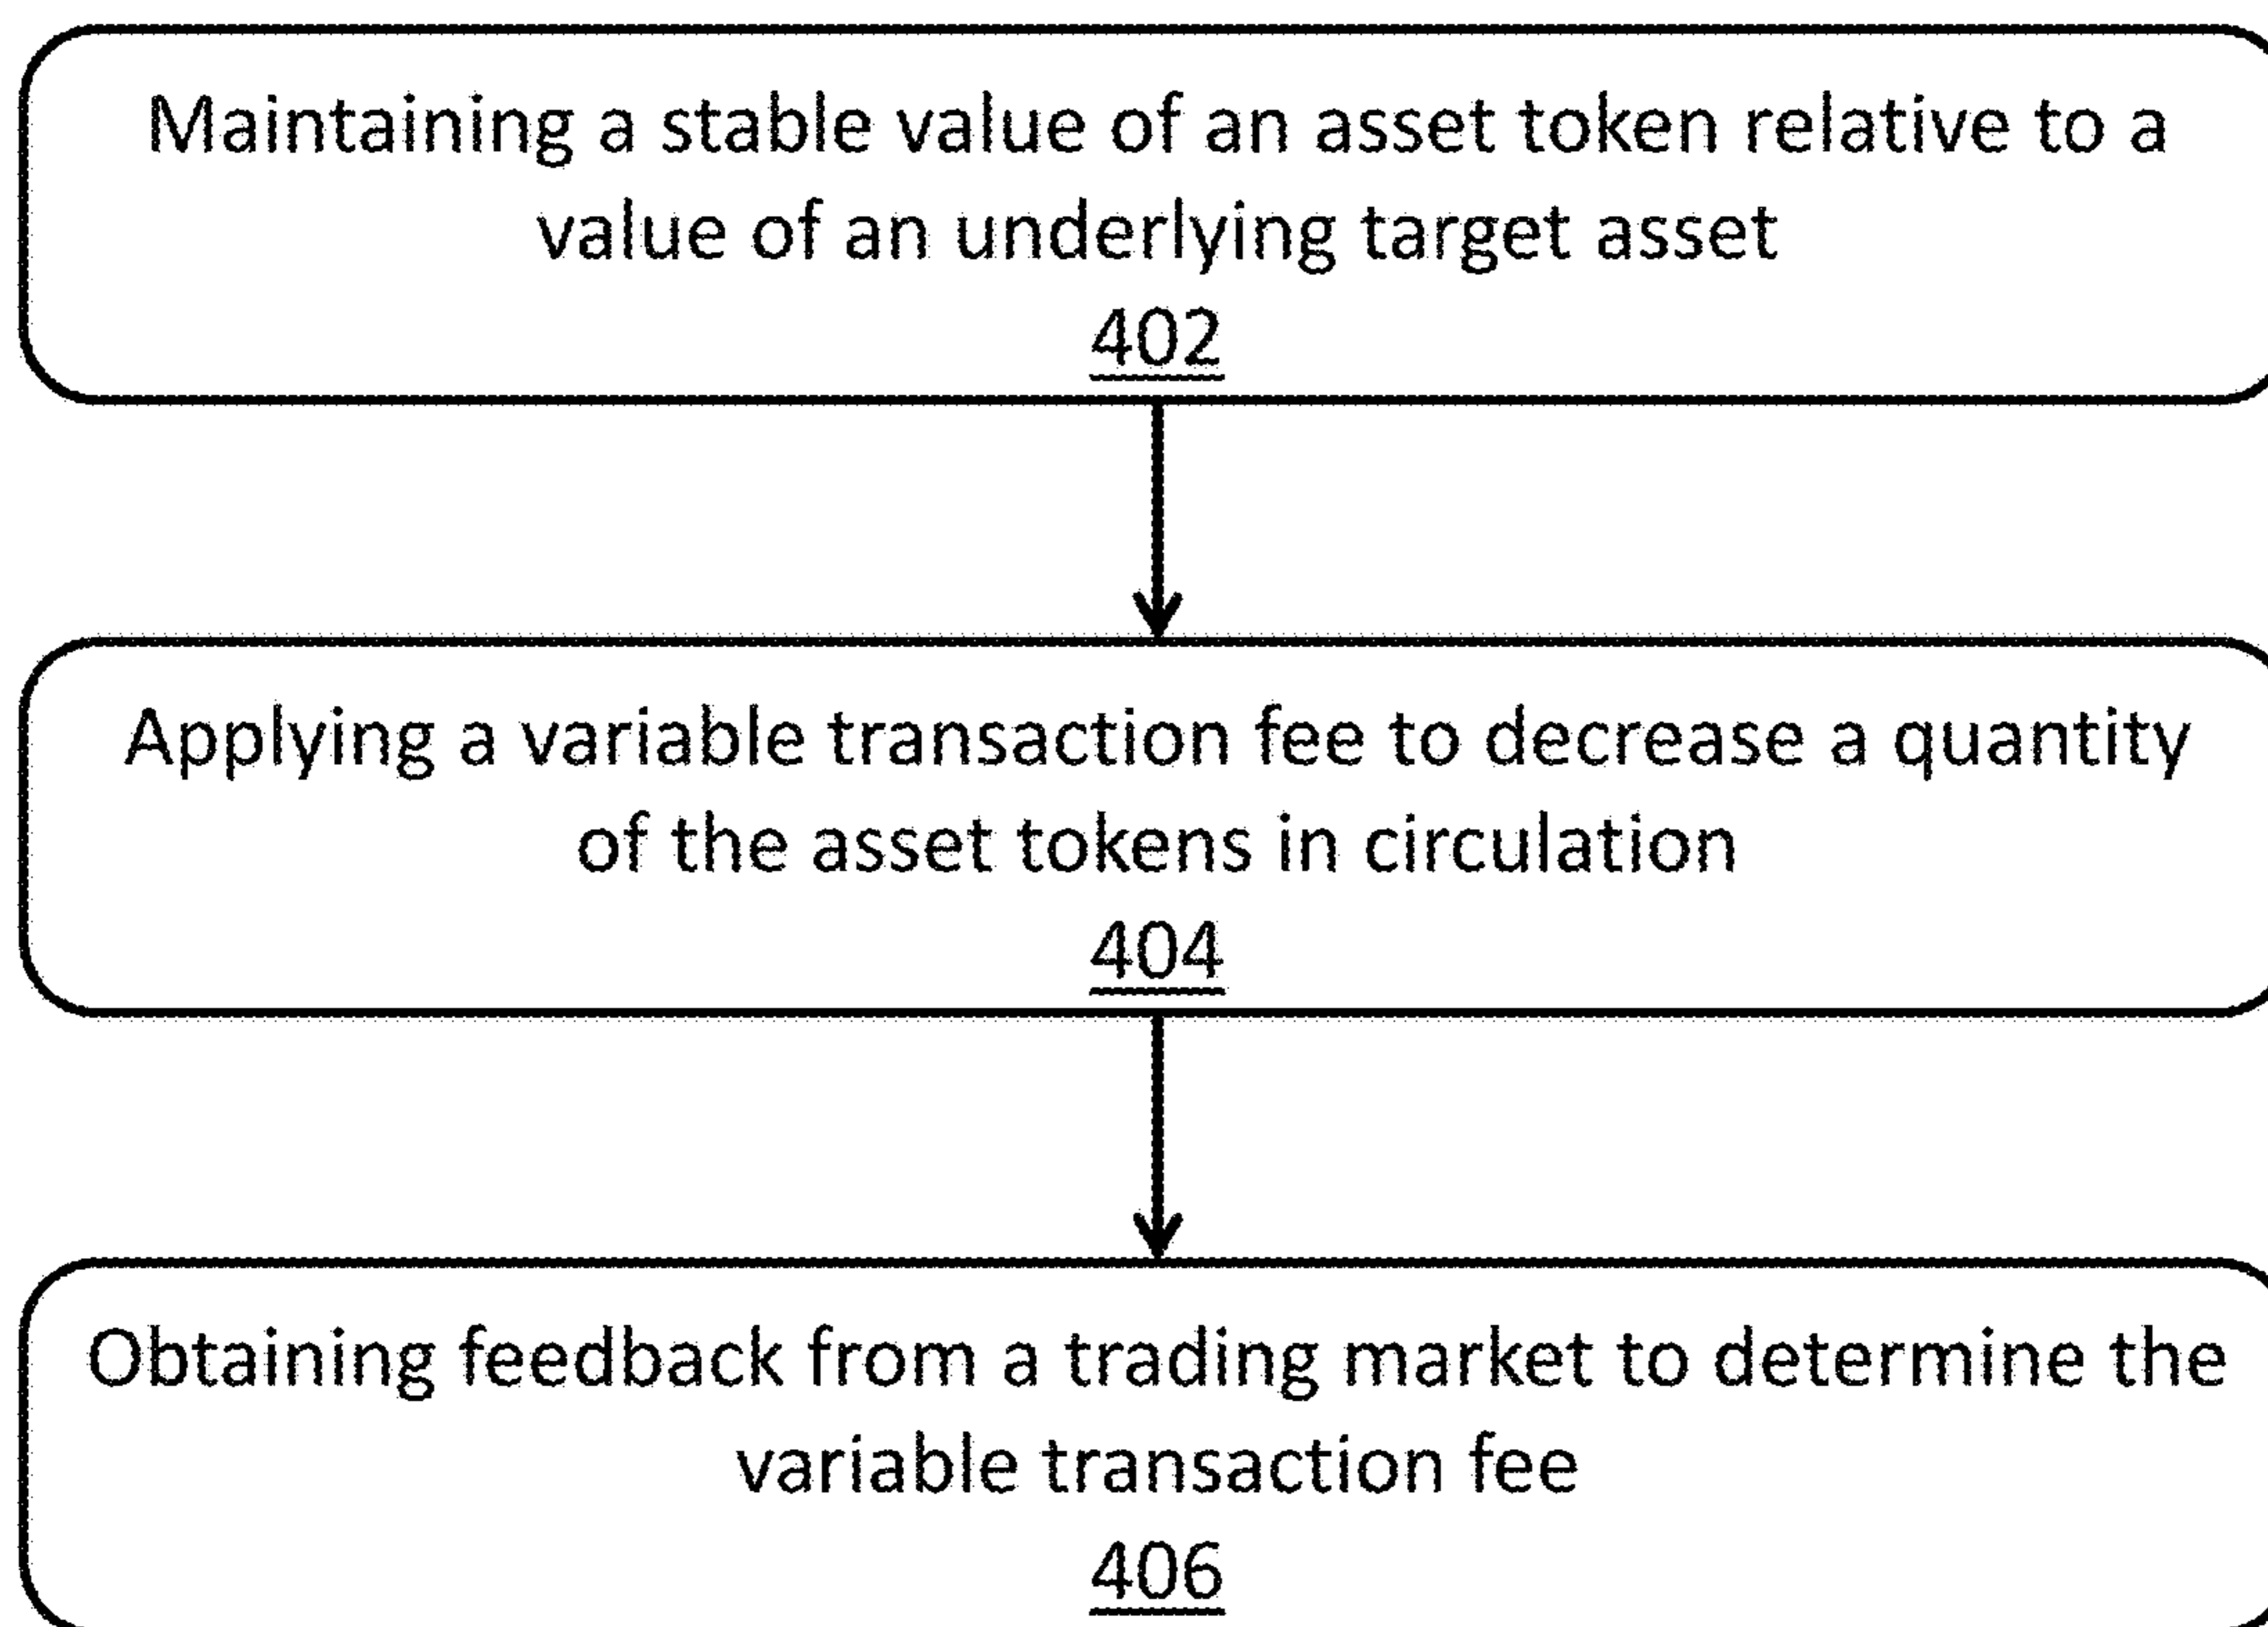 Maintaining a stable value of an asset token relative to a
value of an underlying target asset
402
Applying a variable transaction fee to decrease a quantity
of the asset tokens in circulation
404
Obtaining feedback from a trading market to determine the
variable transaction fee
406